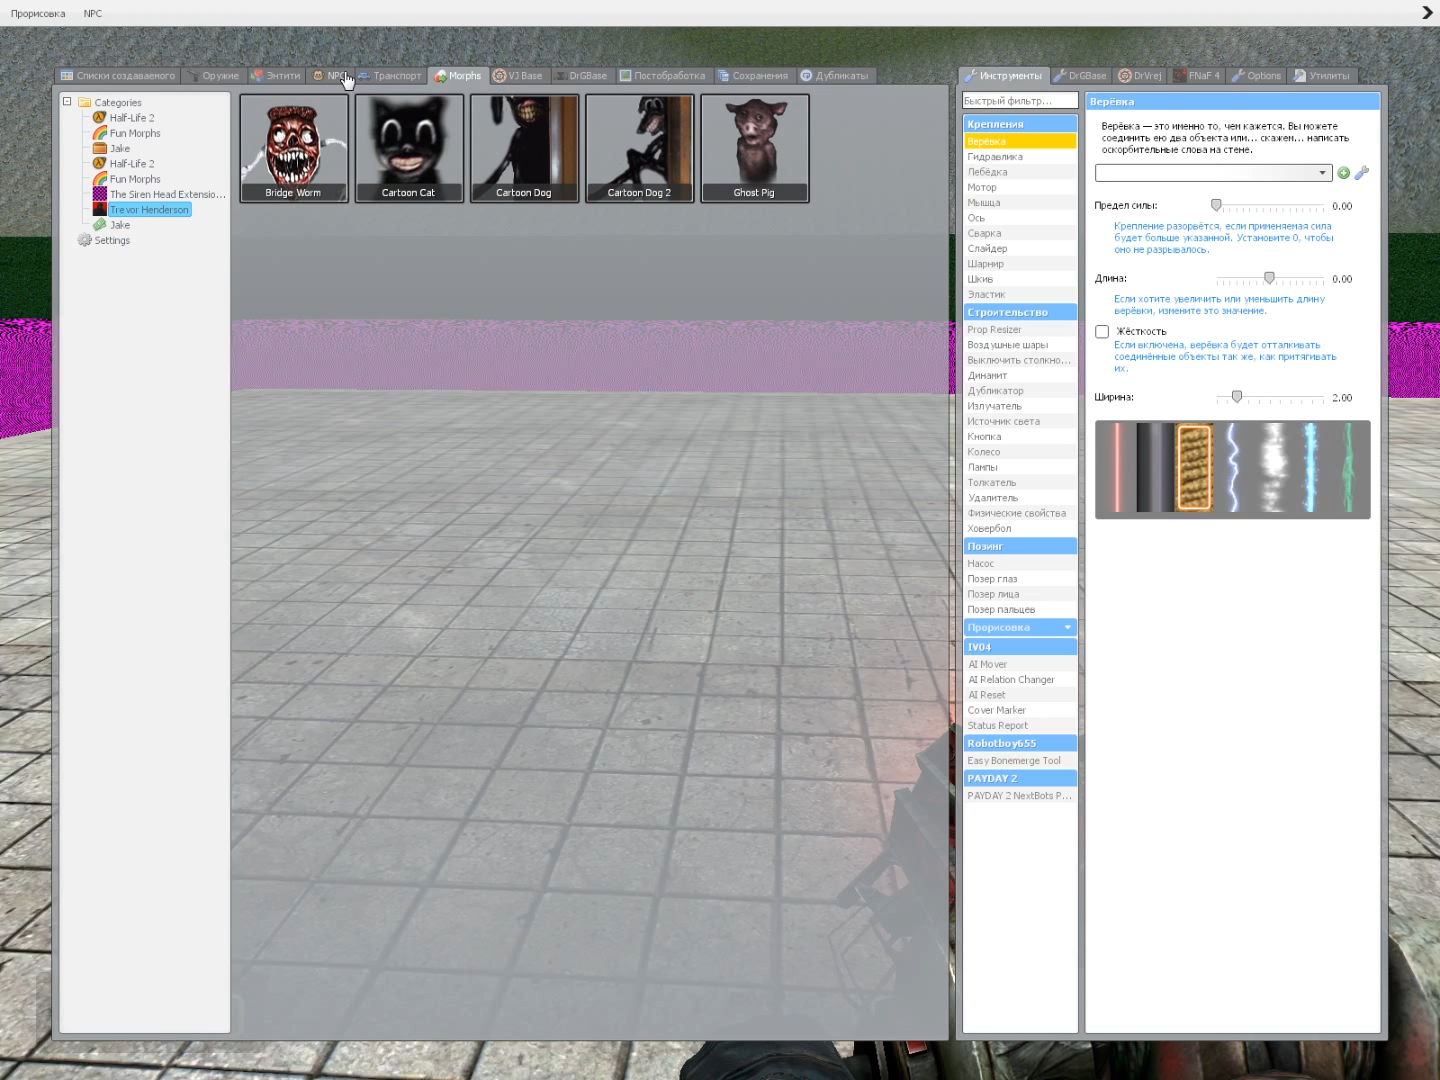 Прорисовка NPC
Списки создаваемого Оружие Энтити NPC Транспорт Morphs VJ Base DrGBase Постобработка Сохранения Дубликаты
Инструменты DrGBase DrVrej FNaF 4 Options Утилиты
Categories
Half-Life 2
Fun Morphs
Jake
Half-Life 2
Fun Morphs
The Siren Head Extensio...
Trevor Henderson
Jake
Settings
Bridge Worm
Cartoon Cat
Cartoon Dog
Cartoon Dog 2
Ghost Pig
Быстрый фильтр...
Крепления
Верёвка
Гидравлика
Лебёдка
Мотор
Мышца
Ось
Сварка
Слайдер
Шарнир
Шкив
Эластик
Строительство
Prop Resizer
Воздушные шары
Выключить столкно...
Динамит
Дубликатор
Излучатель
Источник света
Кнопка
Колесо
Лампы
Толкатель
Удалитель
Физические свойства
Ховербол
Позинг
Насос
Позер глаз
Позер лица
Позер пальцев
Прорисовка
IV04
AI Mover
AI Relation Changer
AI Reset
Cover Marker
Status Report
Robotboy655
Easy Bonemerge Tool
PAYDAY 2
PAYDAY 2 NextBots P...
Верёвка
Верёвка — это именно то, чем кажется. Вы можете
соединить ею два объекта или... скажем... написать
оскорбительные слова на стене.
Предел силы: 0.00
Крепление разорвётся, если применяемая сила
будет больше указанной. Установите 0, чтобы
оно не разрывалось.
Длина: 0.00
Если хотите увеличить или уменьшить длину
верёвки, измените это значение.
Жёсткость
Если включена, верёвка будет отталкивать
соединённые объекты так же, как притягивать
их.
Ширина: 2.00